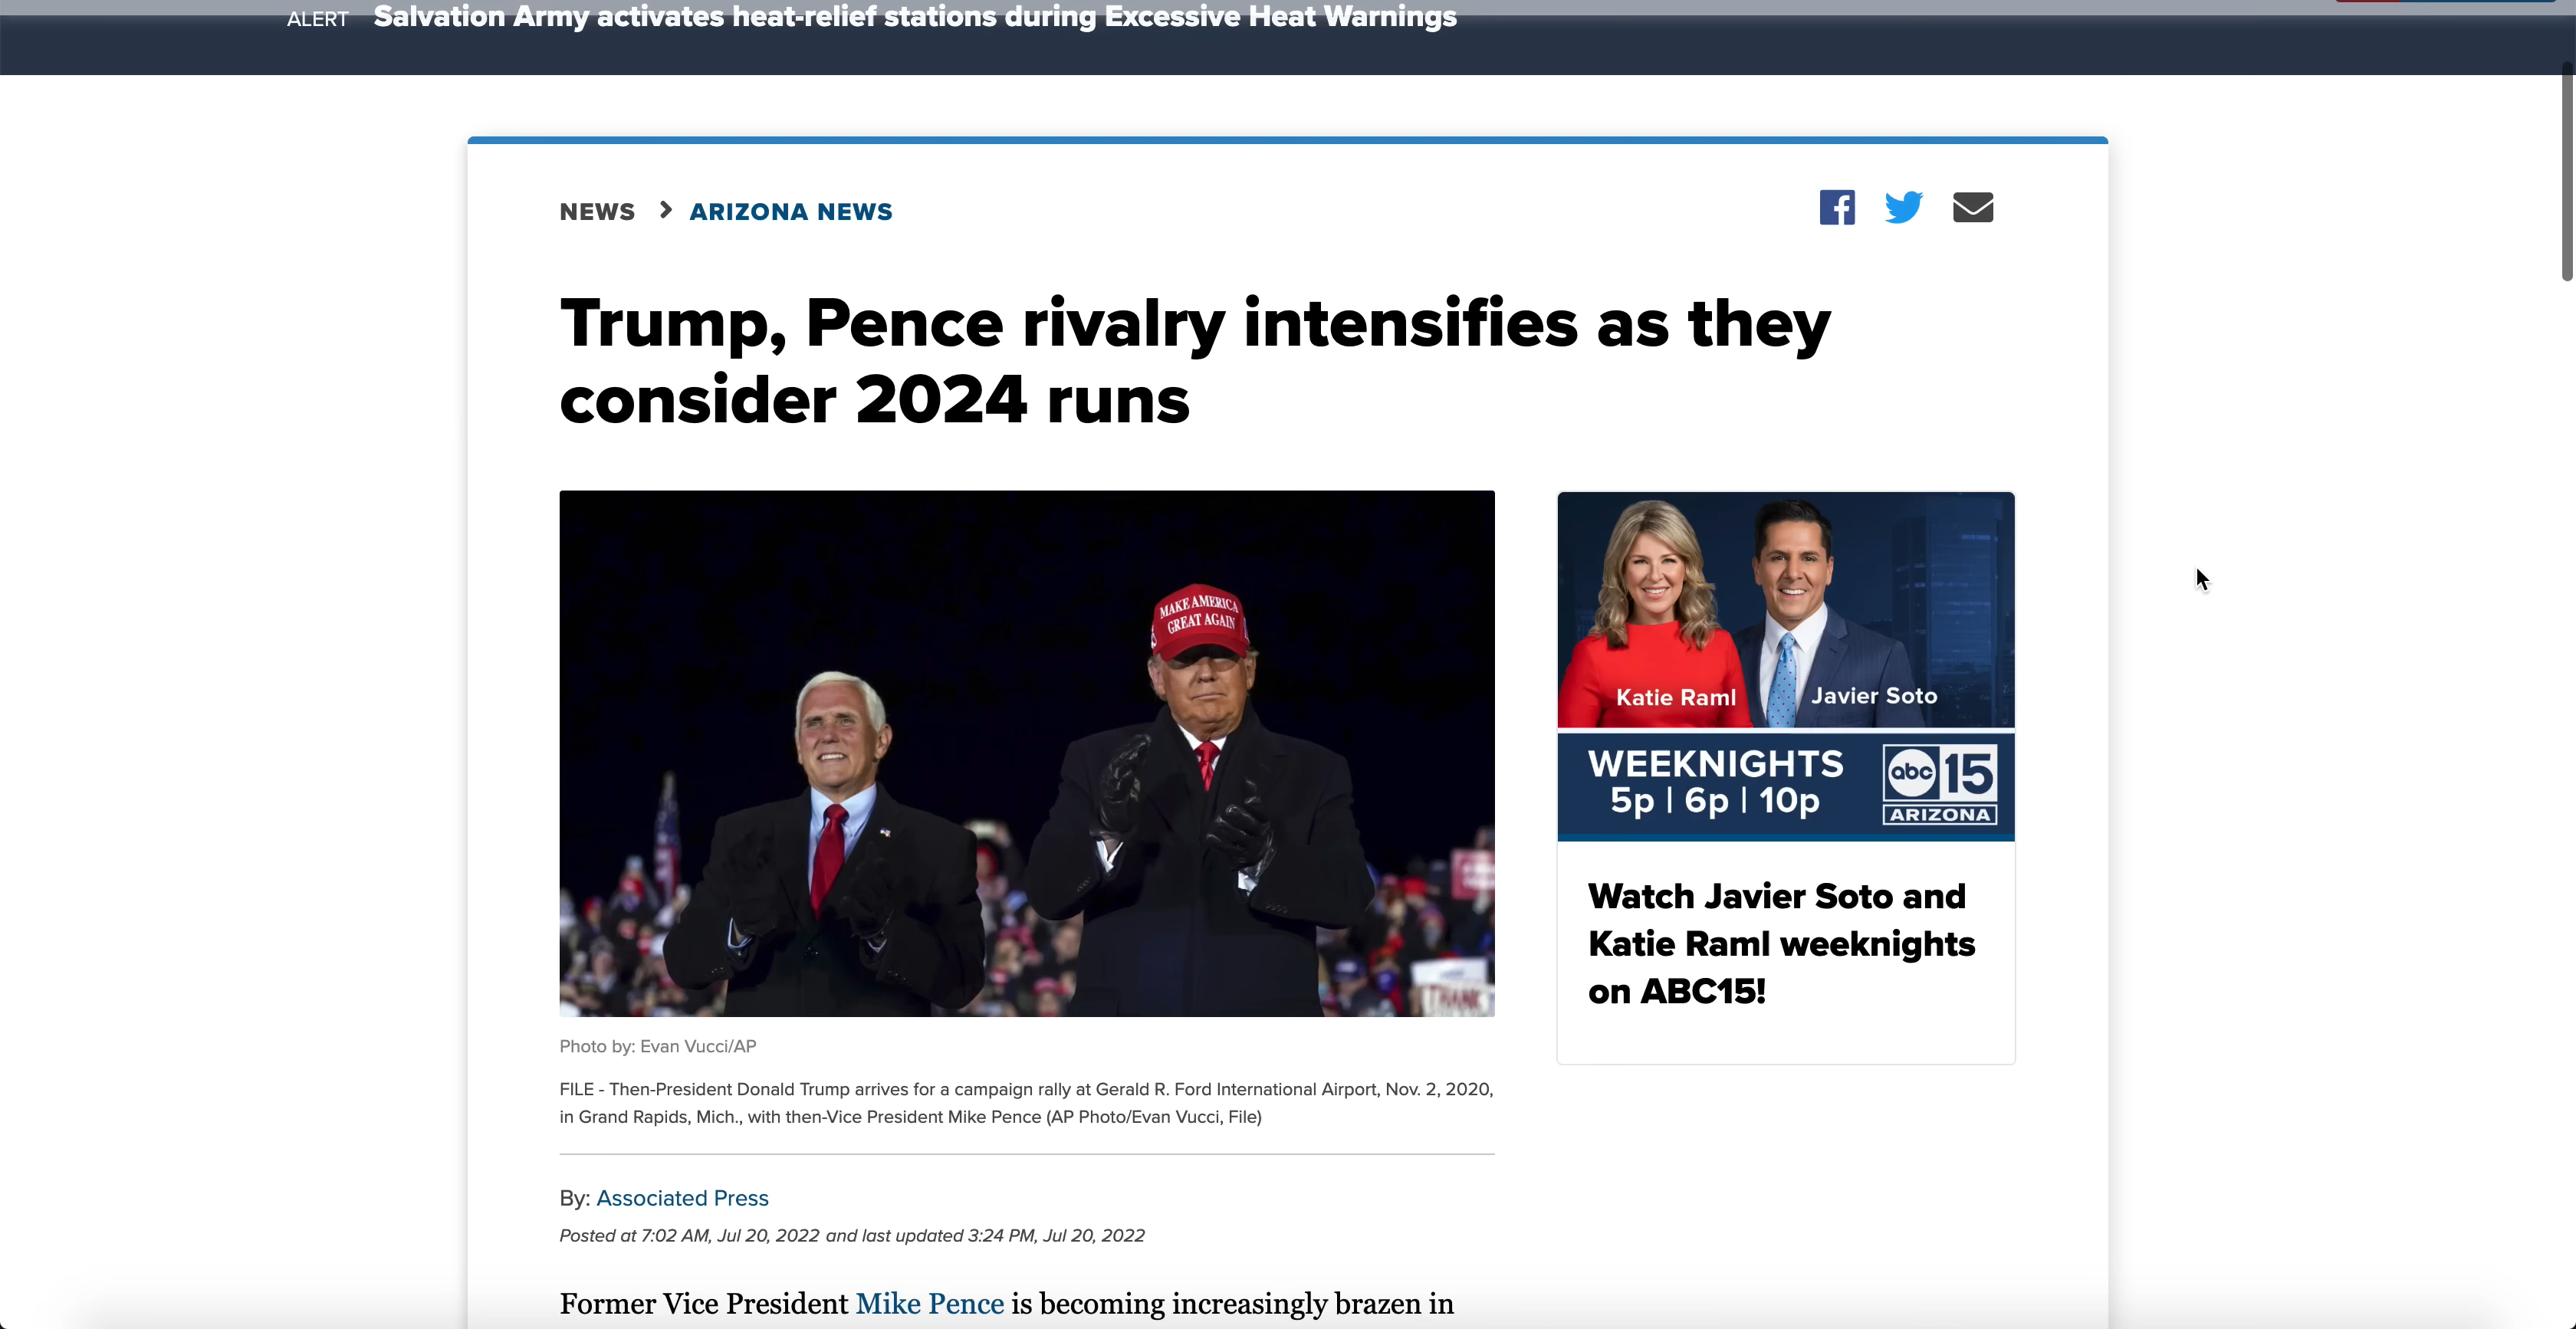 ALERT Salvation Army activates heat-relief stations during Excessive Heat Warnings
NEWS > ARIZONA NEWS
Trump, Pence rivalry intensifies as they
consider 2024 runs
MAKE AMERICA
GREAT AGAIN
THANK
Photo by: Evan Vucci/AP
FILE - Then-President Donald Trump arrives for a campaign rally at Gerald R. Ford International Airport, Nov. 2, 2020,
in Grand Rapids, Mich., with then-Vice President Mike Pence (AP Photo/Evan Vucci, File)
By: Associated Press
Posted at 7:02 AM, Jul 20, 2022 and last updated 3:24 PM, Jul 20, 2022
Former Vice President Mike Pence is becoming increasingly brazen in
Katie Raml
Javier Soto
WEEKNIGHTS
5p | 6p | 10p
abc 15
ARIZONA
Watch Javier Soto and
Katie Raml weeknights
on ABC15!